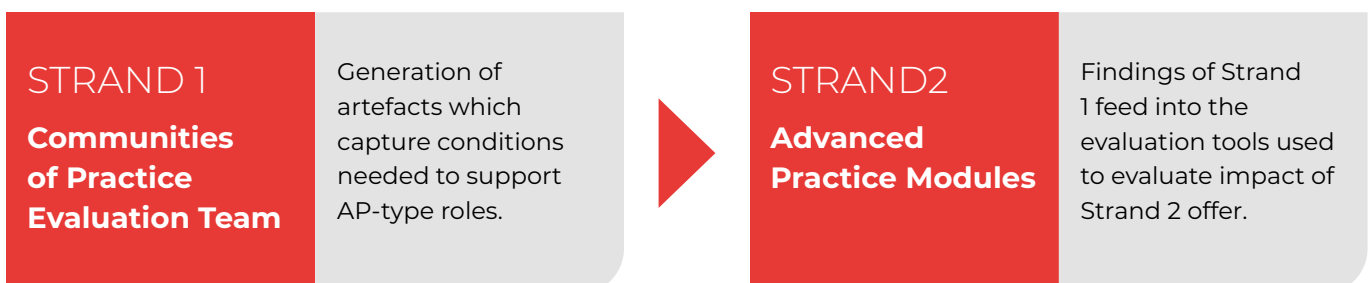 STRAND 1
Communities
of Practice
Evaluation Team
Generation of
artefacts which
capture conditions
needed to support
AP-type roles.
STRAND2
Advanced
Practice Modules
Findings of Strand
1 feed into the
evaluation tools used
to evaluate impact of
Strand 2 offer.